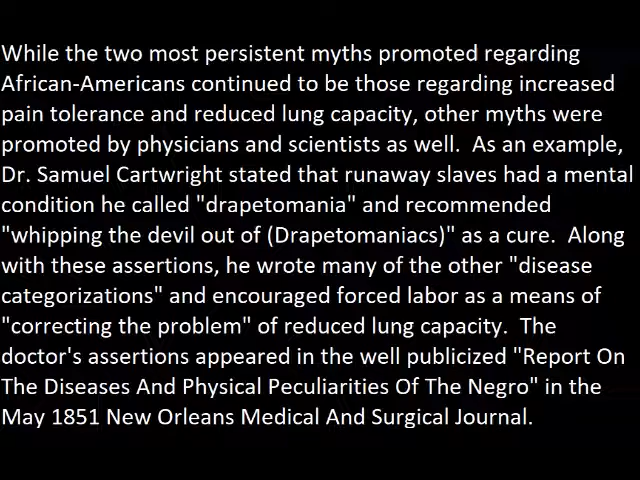 While the two most persistent myths promoted regarding
African-Americans continued to be those regarding increased
pain tolerance and reduced lung capacity, other myths were
promoted by physicians and scientists as well.  As an example,
Dr. Samuel Cartwright stated that runaway slaves had a mental
condition he called "drapetomania" and recommended
"whipping the devil out of (Drapetomaniacs)" as a cure.  Along
with these assertions, he wrote many of the other "disease
categorizations" and encouraged forced labor as a means of
"correcting the problem" of reduced lung capacity.  The
doctor's assertions appeared in the well publicized "Report On
The Diseases And Physical Peculiarities Of The Negro" in the
May 1851 New Orleans Medical And Surgical Journal.